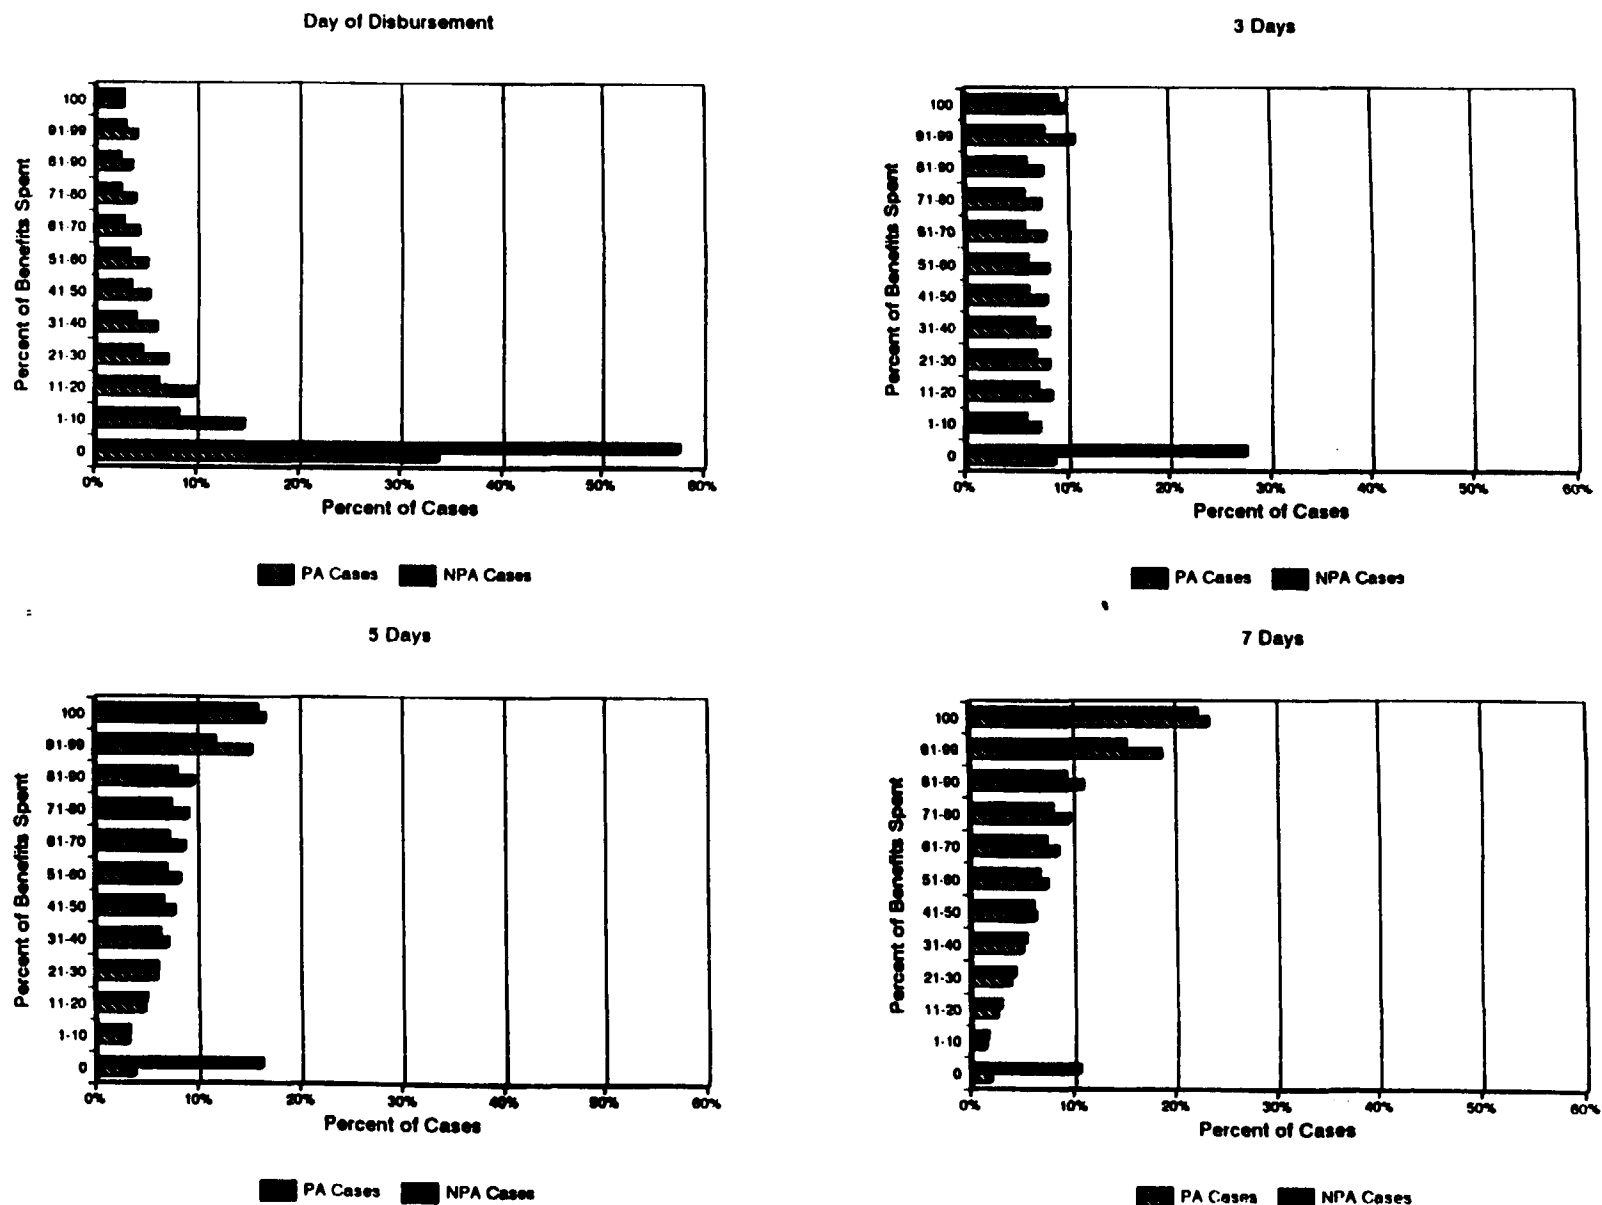 Day of Disbursement
Percent of Benefits Spent
100
91-99
81-90
71-80
61-70
51-60
41-50
31-40
21-30
11-20
1-10
0
0% 10% 20% 30% 40% 50% 60%
Percent of Cases
PA Cases NPA Cases
3 Days
Percent of Benefits Spent
100
91-99
81-90
71-80
61-70
51-60
41-50
31-40
21-30
11-20
1-10
0
0% 10% 20% 30% 40% 50% 60%
Percent of Cases
PA Cases NPA Cases
5 Days
Percent of Benefits Spent
100
91-99
81-90
71-80
61-70
51-60
41-50
31-40
21-30
11-20
1-10
0
0% 10% 20% 30% 40% 50% 60%
Percent of Cases
PA Cases NPA Cases
7 Days
Percent of Benefits Spent
100
91-99
81-90
71-80
61-70
51-60
41-50
31-40
21-30
11-20
1-10
0
0% 10% 20% 30% 40% 50% 60%
Percent of Cases
PA Cases NPA Cases